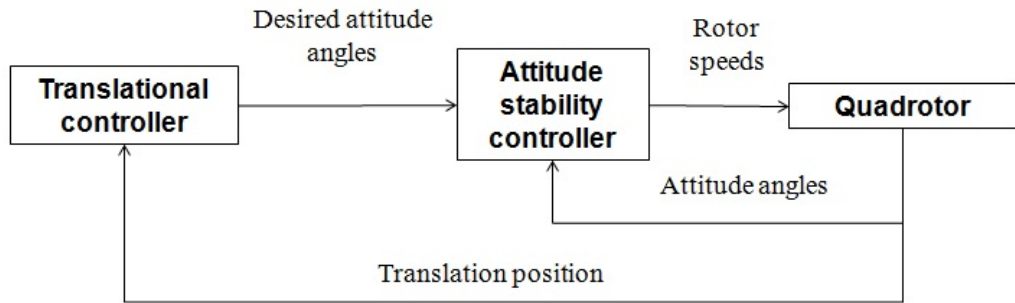 Desired attitude
angles
Rotor
speeds
Translational
controller
Attitude
stability
controller
Quadrotor
Attitude angles
Translation position